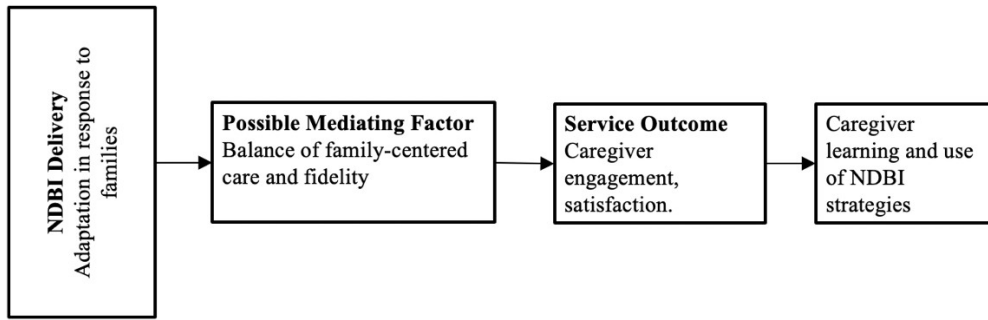 NDBI Delivery
Adaptation in response to
families
Possible Mediating Factor
Balance of family-centered
care and fidelity
Service Outcome
Caregiver
engagement,
satisfaction.
Caregiver
learning and use
of NDBI
strategies